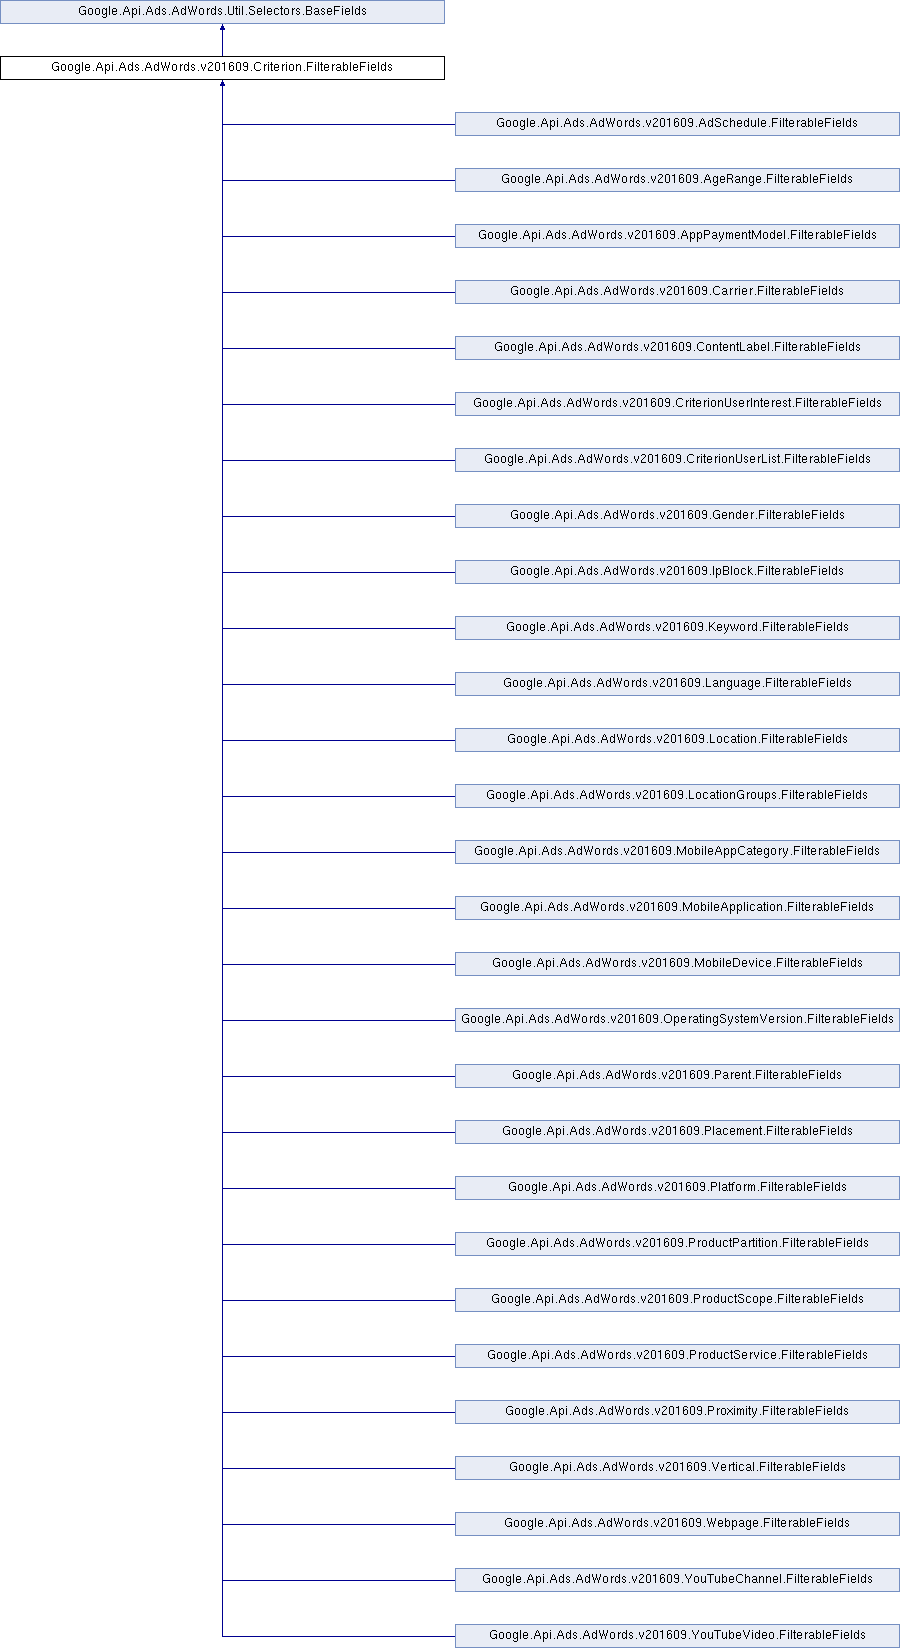 Google.Api.Ads.AdWords.Util.Selectors.BaseFields
Google.Api.Ads.AdWords.v201609.Criterion.FilterableFields
Google.Api.Ads.AdWords.v201609.AdSchedule.FilterableFields
Google.Api.Ads.AdWords.v201609.AgeRange.FilterableFields
Google.Api.Ads.AdWords.v201609.AppPaymentModel.FilterableFields
Google.Api.Ads.AdWords.v201609.Carrier.FilterableFields
Google.Api.Ads.AdWords.v201609.ContentLabel.FilterableFields
Google.Api.Ads.AdWords.v201609.CriterionUserInterest.FilterableFields
Google.Api.Ads.AdWords.v201609.CriterionUserList.FilterableFields
Google.Api.Ads.AdWords.v201609.Gender.FilterableFields
Google.Api.Ads.AdWords.v201609.IpBlock.FilterableFields
Google.Api.Ads.AdWords.v201609.Keyword.FilterableFields
Google.Api.Ads.AdWords.v201609.Language.FilterableFields
Google.Api.Ads.AdWords.v201609.Location.FilterableFields
Google.Api.Ads.AdWords.v201609.LocationGroups.FilterableFields
Google.Api.Ads.AdWords.v201609.MobileAppCategory.FilterableFields
Google.Api.Ads.AdWords.v201609.MobileApplication.FilterableFields
Google.Api.Ads.AdWords.v201609.MobileDevice.FilterableFields
Google.Api.Ads.AdWords.v201609.OperatingSystemVersion.FilterableFields
Google.Api.Ads.AdWords.v201609.Parent.FilterableFields
Google.Api.Ads.AdWords.v201609.Placement.FilterableFields
Google.Api.Ads.AdWords.v201609.Platform.FilterableFields
Google.Api.Ads.AdWords.v201609.ProductPartition.FilterableFields
Google.Api.Ads.AdWords.v201609.ProductScope.FilterableFields
Google.Api.Ads.AdWords.v201609.ProductService.FilterableFields
Google.Api.Ads.AdWords.v201609.Proximity.FilterableFields
Google.Api.Ads.AdWords.v201609.Vertical.FilterableFields
Google.Api.Ads.AdWords.v201609.Webpage.FilterableFields
Google.Api.Ads.AdWords.v201609.YouTubeChannel.FilterableFields
Google.Api.Ads.AdWords.v201609.YouTubeVideo.FilterableFields